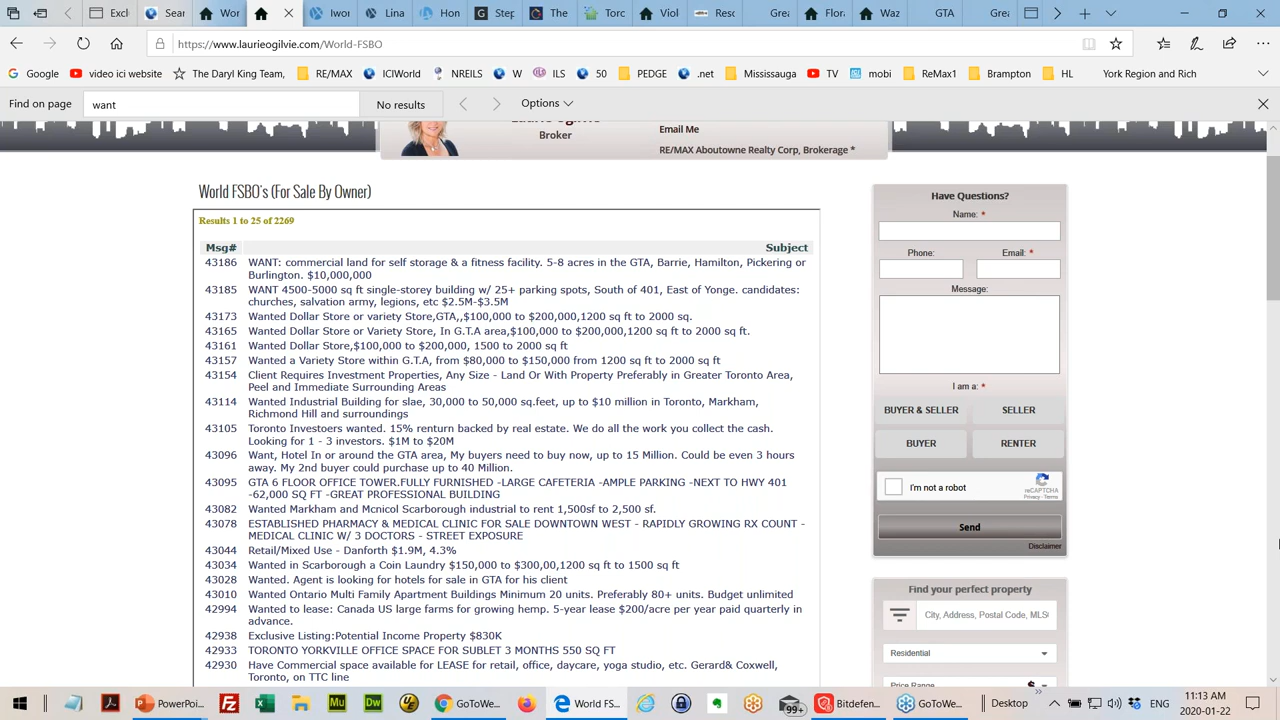 Sear
Hom
G Sear
Sinc
Grea
Flora
Grea
Waz
https://www.laurieogilvie.com/World-FSBO
Google video ici website The Daryl King Team, RE/MAX ICIWorld NREILS W ILS 50 PEDGE .net Mississauga TV mobi ReMax1 Brampton HL York Region and Rich
Find on page want No results Options
Broker
Email Me
RE/MAX Aboutowne Realty Corp, Brokerage *
World FSBO's (For Sale By Owner)
Results 1 to 25 of 2269
Msg# Subject
43186 WANT: commercial land for self storage & a fitness facility. 5-8 acres in the GTA, Barrie, Hamilton, Pickering or
Burlington. $10,000,000
43185 WANT 4500-5000 sq ft single-storey building w/ 25+ parking spots, South of 401, East of Yonge. candidates:
churches, salvation army, legions, etc $2.5M-$3.5M
43173 Wanted Dollar Store or variety Store,GTA,,$100,000 to $200,000,1200 sq ft to 2000 sq.
43165 Wanted Dollar Store or Variety Store, In G.T.A area,$100,000 to $200,000,1200 sq ft to 2000 sq ft.
43161 Wanted Dollar Store,$100,000 to $200,000, 1500 to 2000 sq ft
43157 Wanted a Variety Store within G.T.A, from $80,000 to $150,000 from 1200 sq ft to 2000 sq ft
43154 Client Requires Investment Properties, Any Size - Land Or With Property Preferably in Greater Toronto Area,
Peel and Immediate Surrounding Areas
43114 Wanted Industrial Building for slae, 30,000 to 50,000 sq.feet, up to $10 million in Toronto, Markham,
Richmond Hill and surroundings
43105 Toronto Investoers wanted. 15% renturn backed by real estate. We do all the work you collect the cash.
Looking for 1 - 3 investors. $1M to $20M
43096 Want, Hotel In or around the GTA area, My buyers need to buy now, up to 15 Million. Could be even 3 hours
away. My 2nd buyer could purchase up to 40 Million.
43095 GTA 6 FLOOR OFFICE TOWER.FULLY FURNISHED -LARGE CAFETERIA -AMPLE PARKING -NEXT TO HWY 401
-62,000 SQ FT -GREAT PROFESSIONAL BUILDING
43082 Wanted Markham and Mcnicol Scarborough industrial to rent 1,500sf to 2,500 sf.
43078 ESTABLISHED PHARMACY & MEDICAL CLINIC FOR SALE DOWNTOWN WEST - RAPIDLY GROWING RX COUNT -
MEDICAL CLINIC W/ 3 DOCTORS - STREET EXPOSURE
43044 Retail/Mixed Use - Danforth $1.9M, 4.3%
43034 Wanted in Scarborough a Coin Laundry $150,000 to $300,00,1200 sq ft to 1500 sq ft
43028 Wanted. Agent is looking for hotels for sale in GTA for his client
43010 Wanted Ontario Multi Family Apartment Buildings Minimum 20 units. Preferably 80+ units. Budget unlimited
42994 Wanted to lease: Canada US large farms for growing hemp. 5-year lease $200/acre per year paid quarterly in
advance.
42938 Exclusive Listing:Potential Income Property $830K
42933 TORONTO YORKVILLE OFFICE SPACE FOR SUBLET 3 MONTHS 550 SQ FT
42930 Have Commercial space available for LEASE for retail, office, daycare, yoga studio, etc. Gerard& Coxwell,
Toronto, on TTC line
Have Questions?
Name: *
Phone: Email: *
Message:
I am a: *
BUYER & SELLER SELLER
BUYER RENTER
I'm not a robot
reCAPTCHA
Privacy - Terms
Send
Disclaimer
Find your perfect property
City, Address, Postal Code, MLS®
Residential
Price Range
PowerPoi... Mu Dw GoToWe... World FS... 99+ Bitdefen... GoToWe... Desktop ENG 11:13 AM
2020-01-22